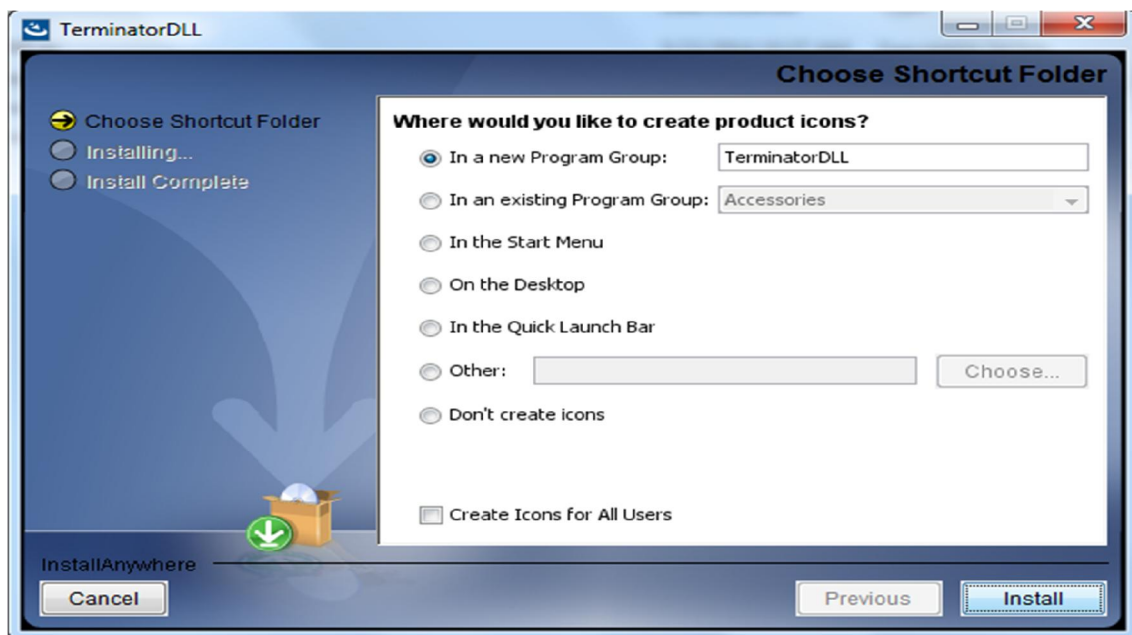 TerminatorDLL
Choose Shortcut Folder
Choose Shortcut Folder
Installing...
Install Complete
Where would you like to create product icons?
In a new Program Group: TerminatorDLL
In an existing Program Group: Accessories
In the Start Menu
On the Desktop
In the Quick Launch Bar
Other: Choose...
Don't create icons
Create Icons for All Users
InstallAnywhere
Cancel Previous Install